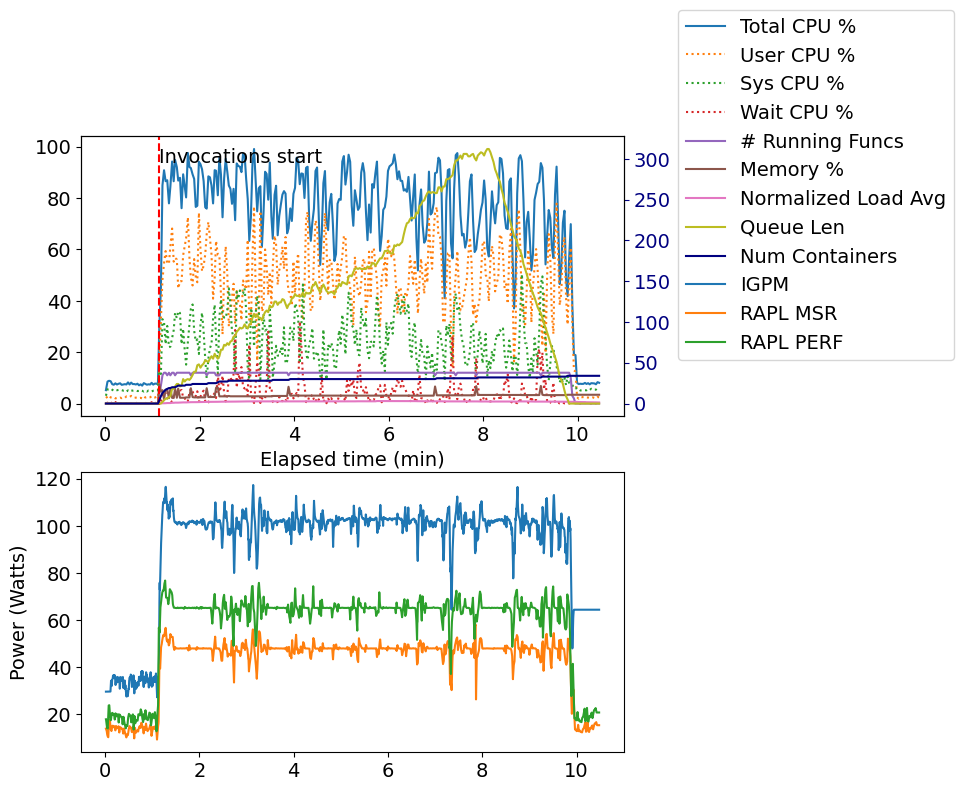 Total CPU %
User CPU %
Sys CPU %
Wait CPU %
# Running Funcs
Memory %
Normalized Load Avg
Queue Len
Num Containers
IGPM
RAPL MSR
RAPL PERF
Invocations start
100
80
60
40
20
0
300
250
200
150
100
50
0
0 2 4 6 8 10
Elapsed time (min)
Power (Watts)
120
100
80
60
40
20
0 2 4 6 8 10